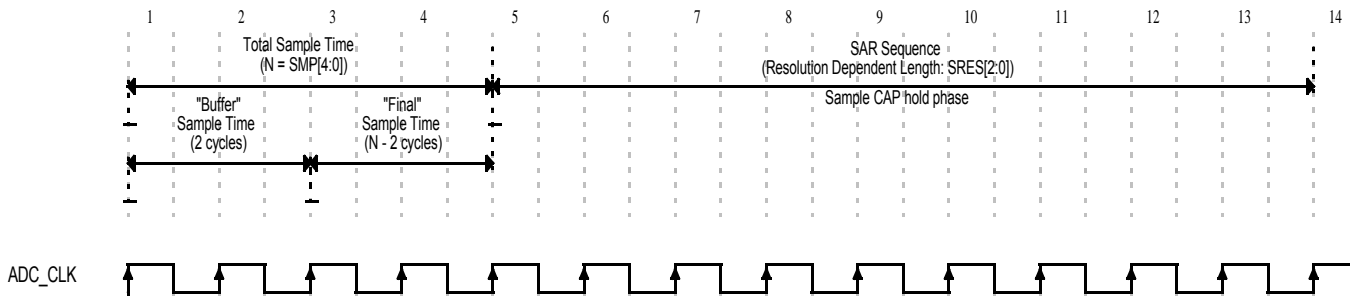 1 2 3 4 5 6 7 8 9 10 11 12 13 14
Total Sample Time
(N = SMP[4:0])
SAR Sequence
(Resolution Dependent Length: SRES[2:0])
Sample CAP hold phase
"Buffer"
Sample Time
(2 cycles)
"Final"
Sample Time
(N - 2 cycles)
ADC_CLK